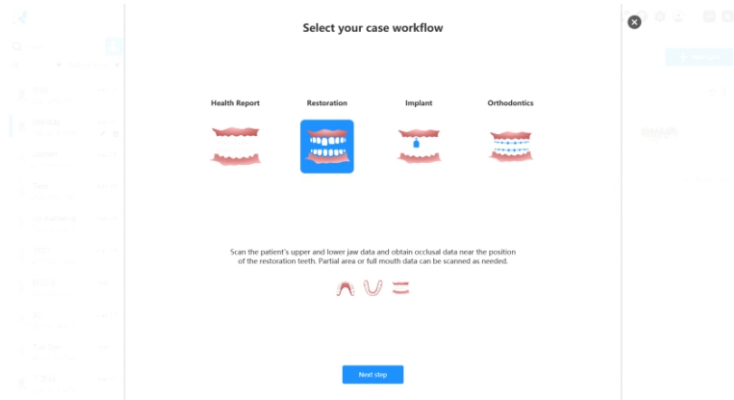 Select your case workflow
Health Report
Restoration
Implant
Orthodontics
Scan the patient's upper and lower jaw data and obtain occlusal data near the position
of the restoration teeth. Partial area or full mouth data can be scanned as needed.
Next step